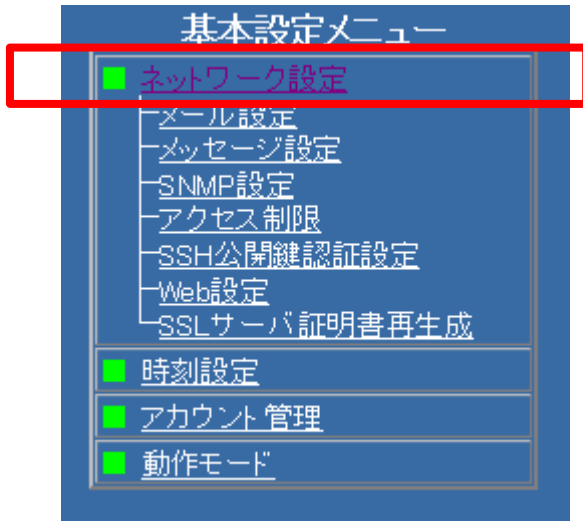 基本設定メニュー
ネットワーク設定
メール設定
メッセージ設定
SNMP設定
アクセス制限
SSH公開鍵認証設定
Web設定
SSLサーバ証明書再生成
時刻設定
アカウント管理
動作モード